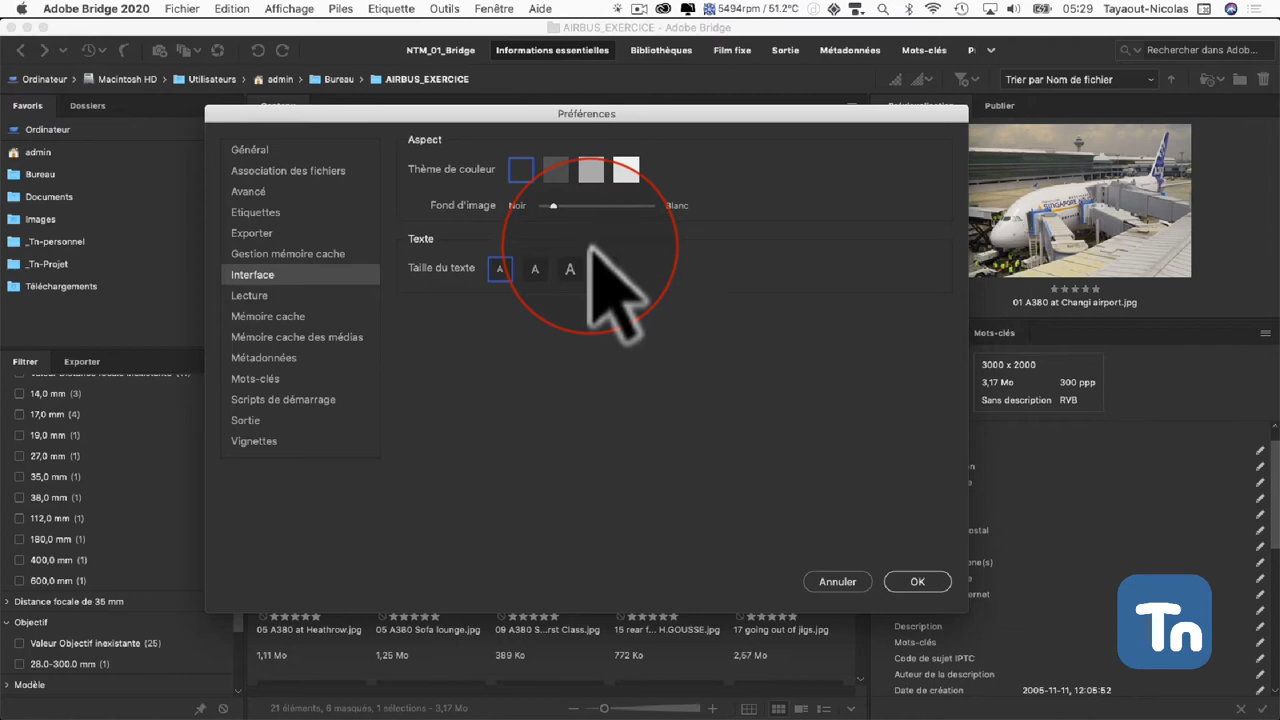 Adobe Bridge 2020 Fichier Edition Affichage Piles Etiquette Outils Fenêtre Aide 5494rpm / 51.2°C 05:29 Tayaout-Nicolas
AIRBUS_EXERCICE - Adobe Bridge
NTM_01_Bridge Informations essentielles Bibliothèques Film fixe Sortie Métadonnées Mots-clés Rechercher dans Adob...
Ordinateur Macintosh HD Utilisateurs admin Bureau AIRBUS_EXERCICE Trier par Nom de fichier
Favoris Dossiers
Publier
Ordinateur
admin
Bureau
Documents
Images
_Tn-personnel
_Tn-Projet
Téléchargements
Préférences
Général
Association des fichiers
Avancé
Etiquettes
Exporter
Gestion mémoire cache
Interface
Lecture
Mémoire cache
Mémoire cache des médias
Métadonnées
Mots-clés
Scripts de démarrage
Sortie
Vignettes
Aspect
Thème de couleur
Fond d'image Noir Blanc
Texte
Taille du texte A A A
Annuler OK
SINGAPORE
01 A380 at Changi airport.jpg
Mots-clés
3000 x 2000
3,17 Mo 300 ppp
Sans description RVB
Filtrer Exporter
14,0 mm (3)
17,0 mm (4)
19,0 mm (1)
27,0 mm (1)
35,0 mm (1)
38,0 mm (1)
112,0 mm (1)
180,0 mm (1)
400,0 mm (1)
600,0 mm (1)
Distance focale de 35 mm
Objectif
Valeur Objectif inexistante (25)
28.0-300.0 mm (1)
Modèle
05 A380 at Heathrow.jpg 05 A380 Sofa lounge.jpg 09 A380 S...rst Class.jpg 15 rear f... H.GOUSSE.jpg 17 going out of jigs.jpg
1,11 Mo 1,25 Mo 389 Ko 772 Ko 2,57 Mo
21 éléments, 6 masqués, 1 sélections - 3,17 Mo
Description
Mots-clés
Code de sujet IPTC
Auteur de la description
Date de création 2005-11-11, 12:05:52
Tn